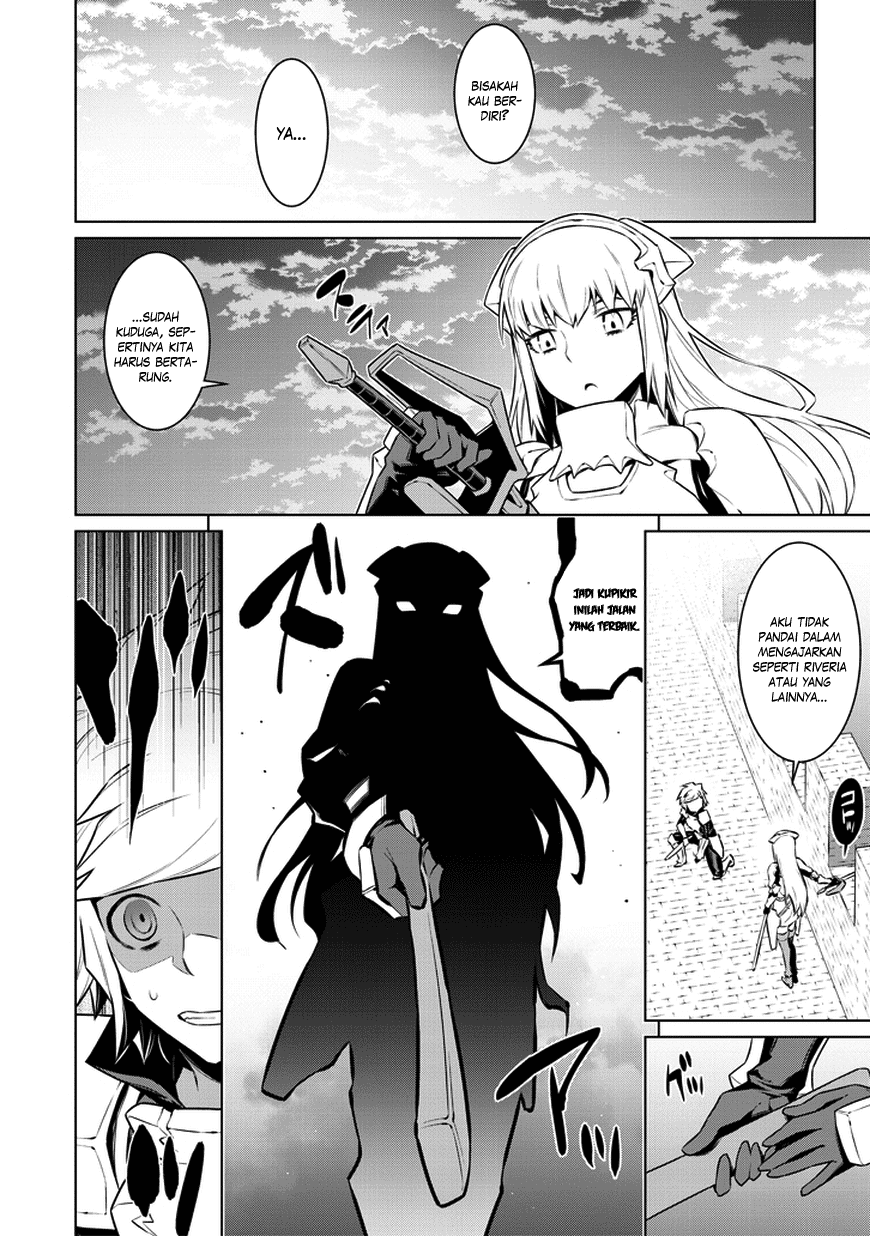 BISAKAH
KAU BER-
DIRI?
YA...
...SUDAH
KUDUGA, SEP-
ERTINYA KITA
HARUS BERTA-
RUNG.
AKU TIDAK
PANDAI DALAM
MENGAJARKAN
SEPERTI RIVERIA
ATAU YANG
LAINNYA...
JADI KUPIKIR
INILAH JALAN
YANG TERBAIK.